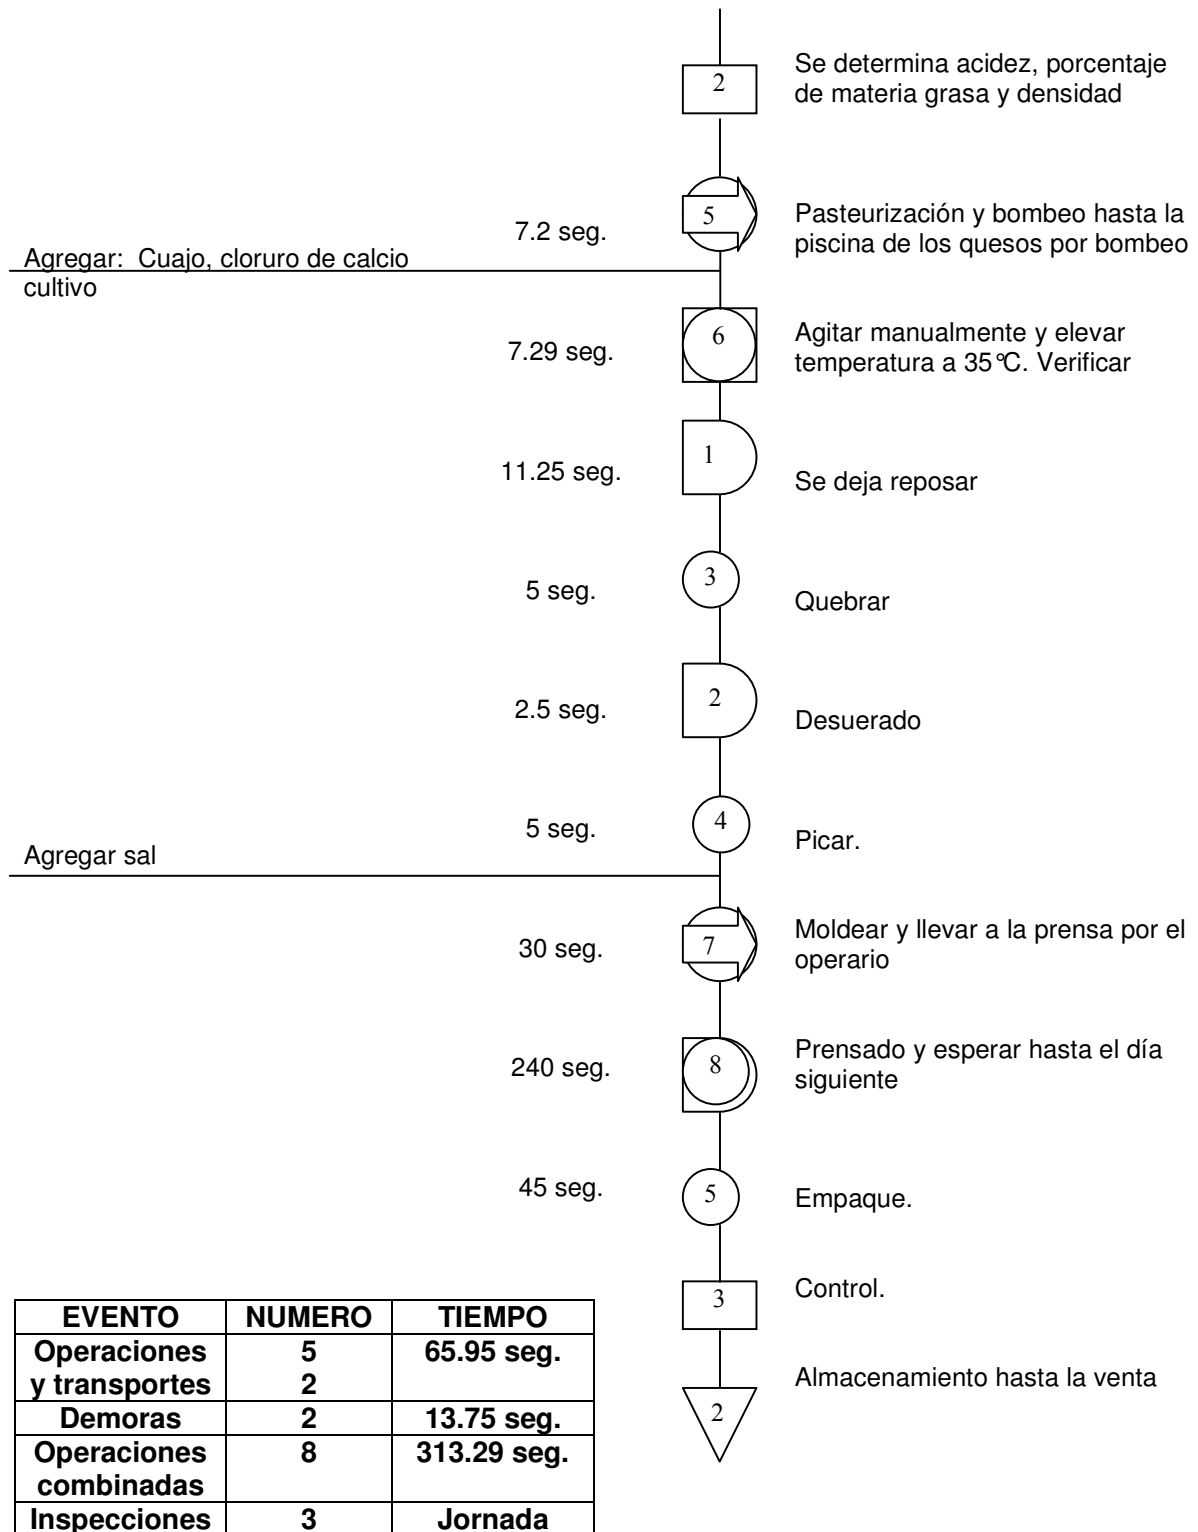 2
Se determina acidez, porcentaje
de materia grasa y densidad
7.2 seg.
5
Pasteurización y bombeo hasta la
piscina de los quesos por bombeo
Agregar: Cuajo, cloruro de calcio
cultivo
7.29 seg.
6
Agitar manualmente y elevar
temperatura a 35°C. Verificar
11.25 seg.
1
Se deja reposar
5 seg.
3
Quebrar
2.5 seg.
2
Desuerado
5 seg.
4
Picar.
Agregar sal
30 seg.
7
Moldear y llevar a la prensa por el
operario
240 seg.
8
Prensado y esperar hasta el día
siguiente
45 seg.
5
Empaque.
3
Control.
2
Almacenamiento hasta la venta
EVENTO NUMERO TIEMPO
Operaciones 5 65.95 seg.
y transportes 2
Demoras 2 13.75 seg.
Operaciones 8 313.29 seg.
combinadas
Inspecciones 3 Jornada